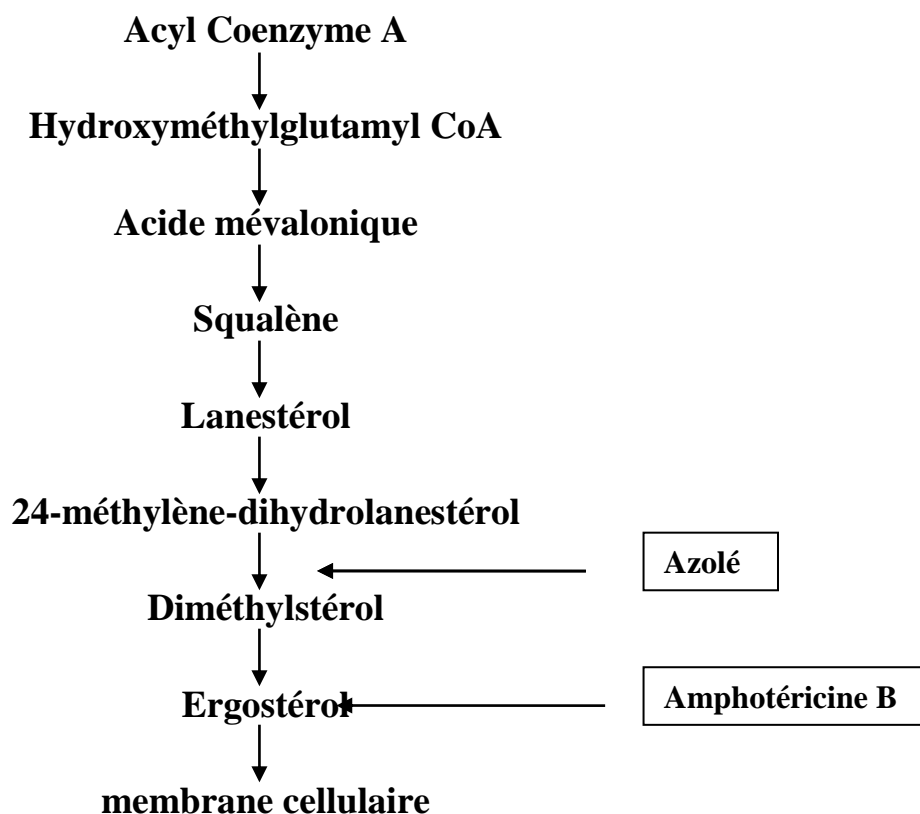 Acyl Coenzyme A
Hydroxyméthylglutamyl CoA
Acide mévalonique
Squalène
Lanestérol
24-méthylène-dihydrolanestérol
Azolé
Diméthylstérol
Ergostérol
Amphotéricine B
membrane cellulaire